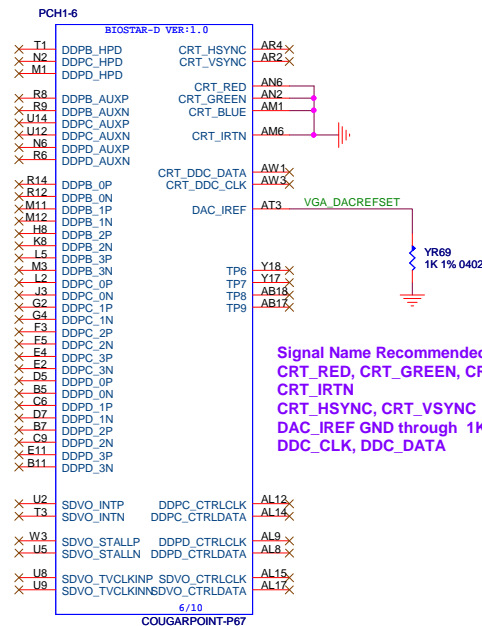 PCH1-6
BIOSTAR-D VER:1.0
T1 DDPB_HPD CRT_HSYNC AR4
N2 DDPC_HPD CRT_VSYNC AR2
M1 DDPD_HPD
CRT_RED AN6
R8 DDPB_AUXP CRT_GREEN AN2
R9 DDPB_AUXN CRT_BLUE AM1
U14 DDPC_AUXP
U12 DDPC_AUXN CRT_IRTN AM6
N6 DDPD_AUXP
R6 DDPD_AUXN
CRT_DDC_DATA AW1
R14 DDPB_0P CRT_DDC_CLK AW3
R12 DDPB_0N
M11 DDPB_1P DAC_IREF AT3 VGA_DACREFSET
M12 DDPB_1N
H8 DDPB_2P
K8 DDPB_2N
L5 DDPB_3P YR69
M3 DDPB_3N TP6 Y18 1K 1% 0402
L2 DDPC_0P TP7 Y17
J3 DDPC_0N TP8 AB18
G2 DDPC_1P TP9 AB17
G4 DDPC_1N
F3 DDPC_2P
F5 DDPC_2N
E4 DDPC_3P
E2 DDPC_3N
D5 DDPD_0P
B5 DDPD_0N
C6 DDPD_1P
D7 DDPD_1N
B7 DDPD_2P
C9 DDPD_2N
E11 DDPD_3P
B11 DDPD_3N
Signal Name Recommended
CRT_RED, CRT_GREEN, CR
CRT_IRTN
CRT_HSYNC, CRT_VSYNC
DAC_IREF GND through 1K
DDC_CLK, DDC_DATA
U2 SDVO_INTP DDPC_CTRLCLK AL12
T3 SDVO_INTN DDPC_CTRLDATA AL14
W3 SDVO_STALLP DDPD_CTRLCLK AL9
U5 SDVO_STALLN DDPD_CTRLDATA AL8
U8 SDVO_TVCLKINP SDVO_CTRLCLK AL15
U9 SDVO_TVCLKINN SDVO_CTRLDATA AL17
6/10
COUGARPOINT-P67